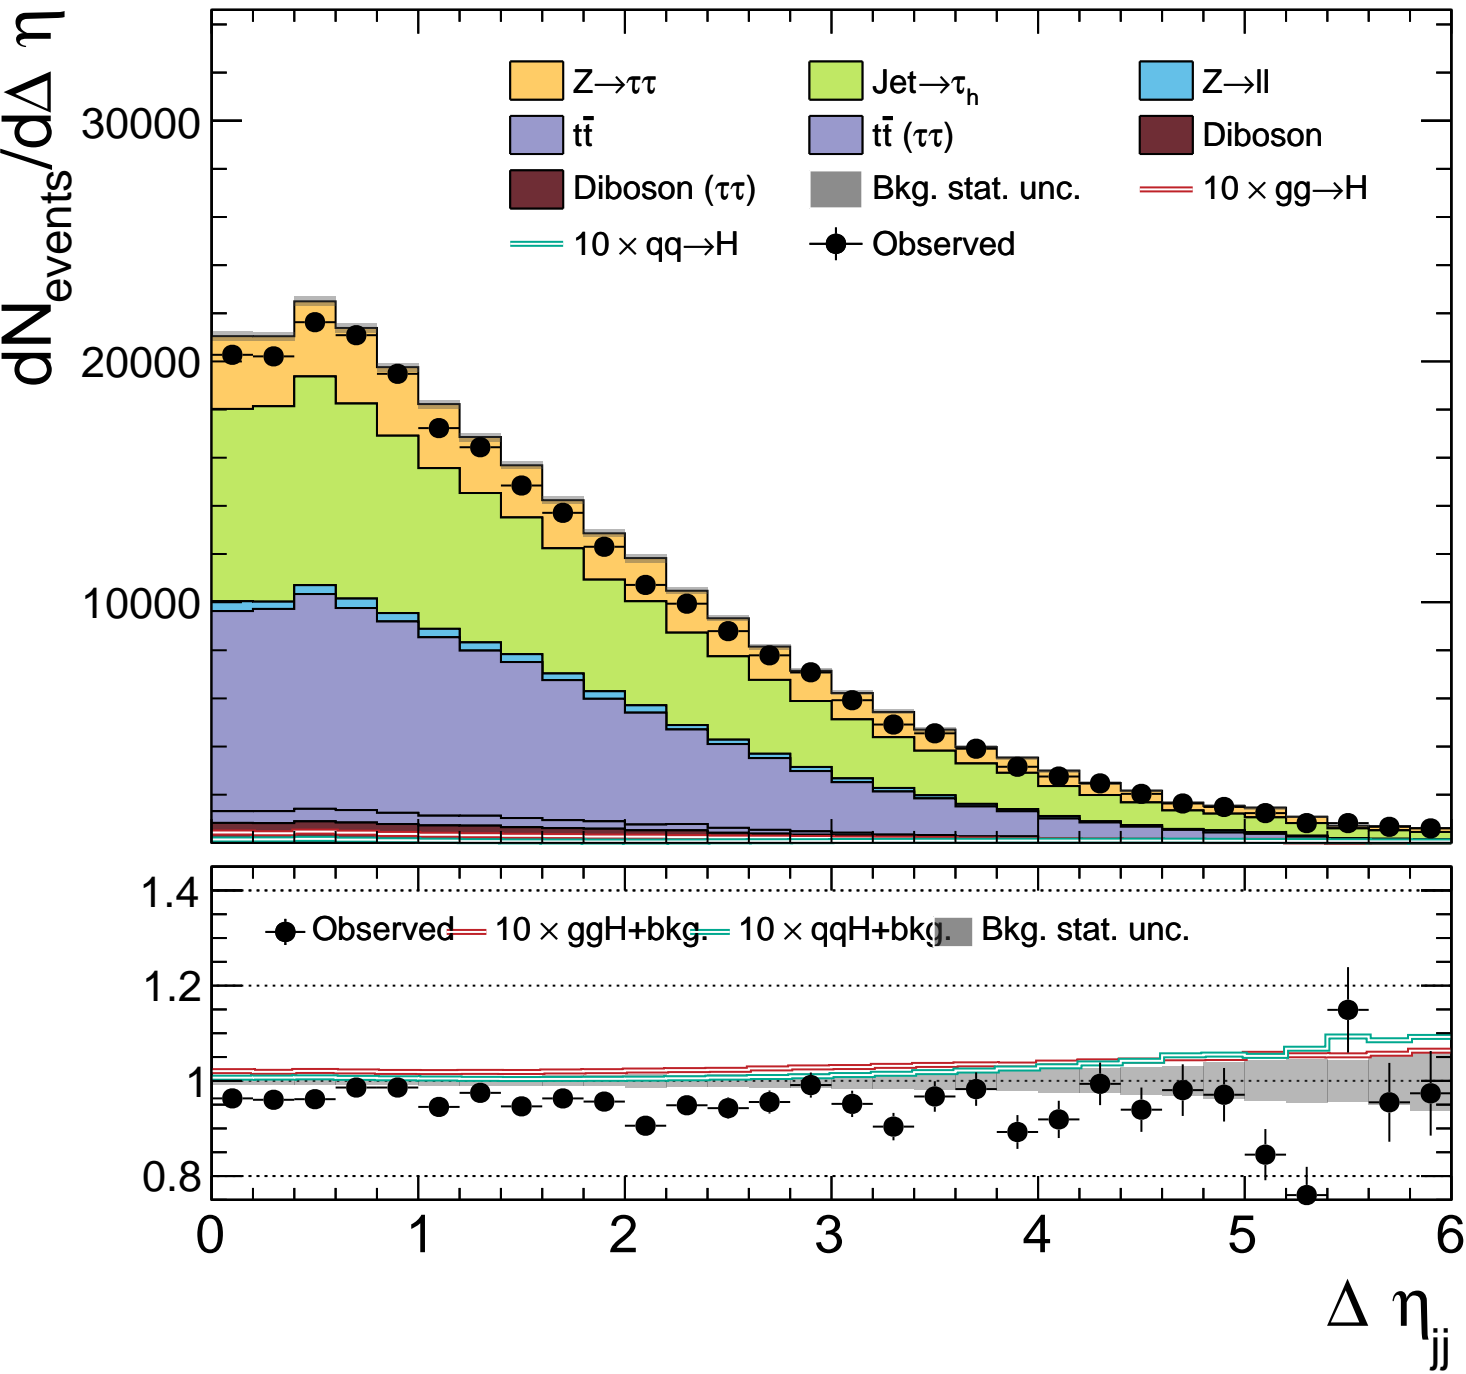 dN_events/dΔ η
30000
20000
10000
Z→ττ Jet→τ_h Z→ll
tt̄ tt̄ (ττ) Diboson
Diboson (ττ) Bkg. stat. unc. 10 × gg→H
10 × qq→H Observed
1.4
1.2
1
0.8
Observed 10 × ggH+bkg. 10 × qqH+bkg. Bkg. stat. unc.
0 1 2 3 4 5 6
Δ η_jj